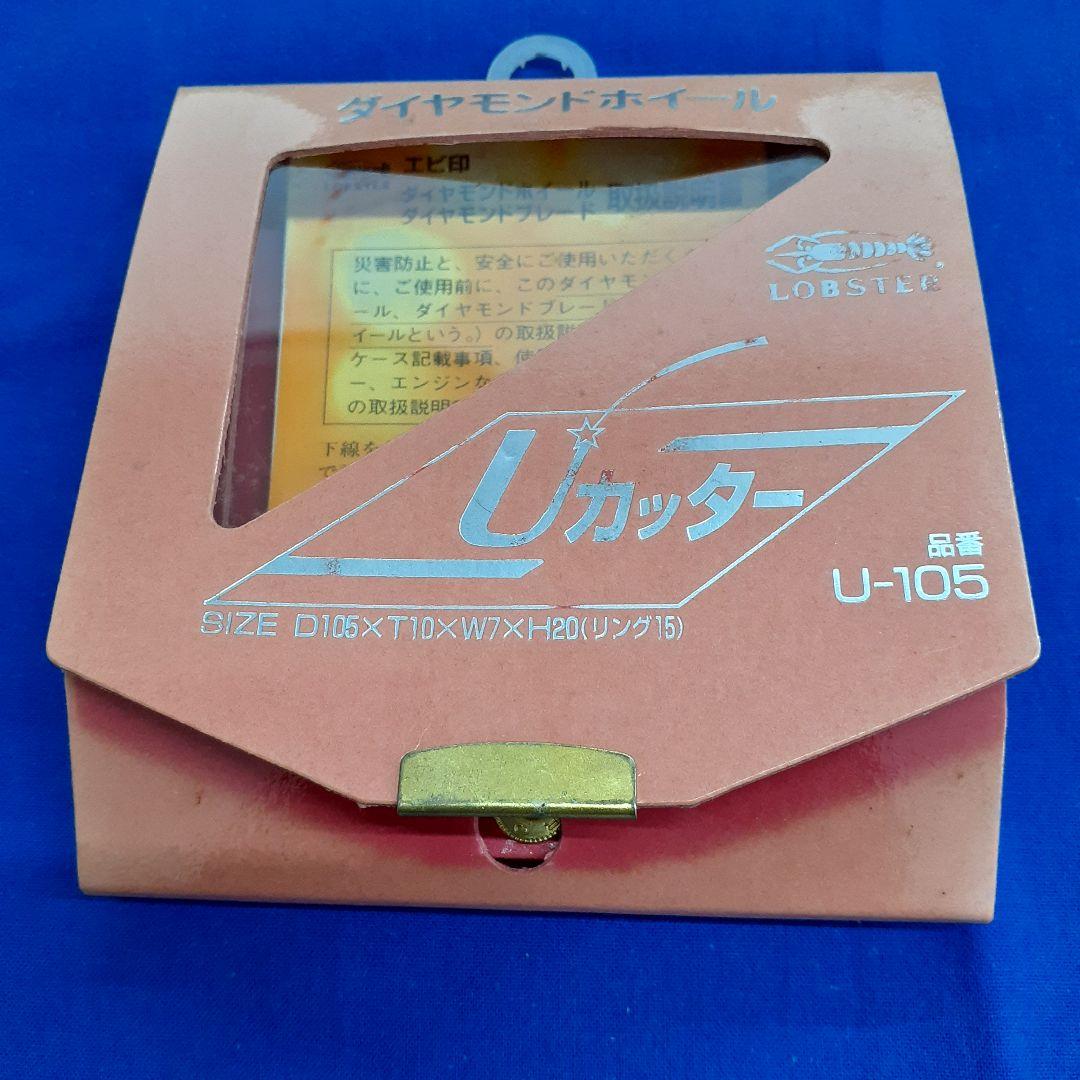 ダイヤモンドホイール
エビ印
LOBSTER
ダイヤモンドホイール 取扱説明書
ダイヤモンドブレード
災害防止と、安全にご使用いただく
に、ご使用前に、このダイヤモ
ール、ダイヤモンドブレード
イールという。)の取扱説
ケース記載事項、使
ー、エンジンな
の取扱説明
下線を
で
LOBSTER
Uカッター
品番
U-105
SIZE D105×T10×W7×H20(リング15)